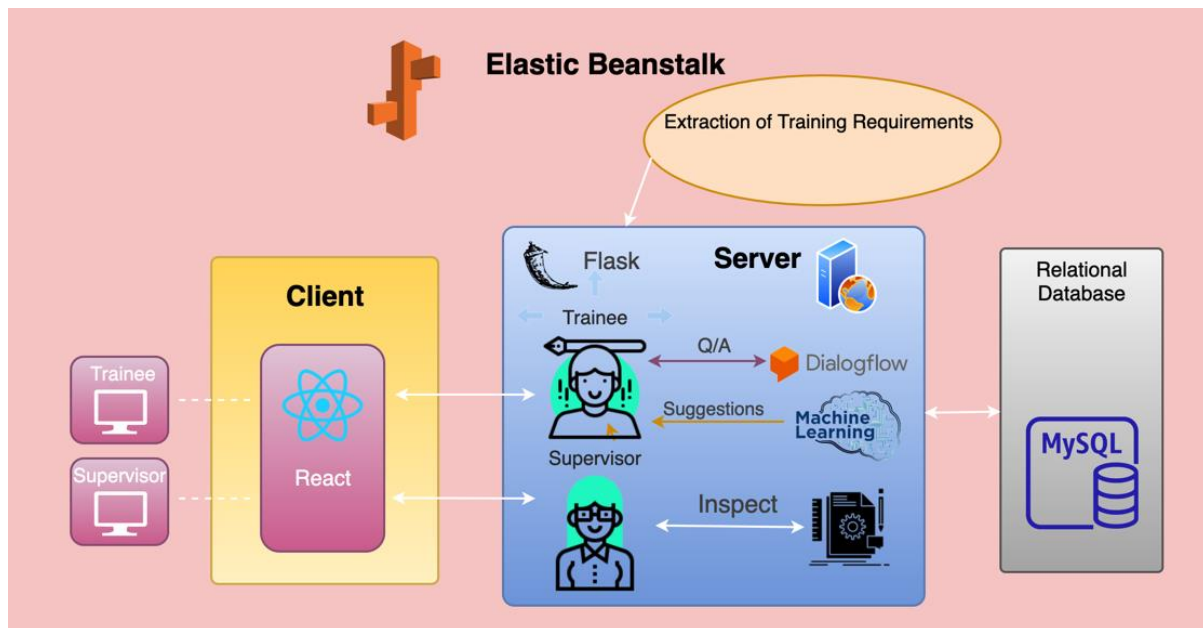 Elastic Beanstalk
Extraction of Training Requirements
Flask
Server
Relational
Database
Client
Trainee
Q/A
Dialogflow
Trainee
Suggestions
Machine
Learning
MySQL
Supervisor
Supervisor
React
Inspect